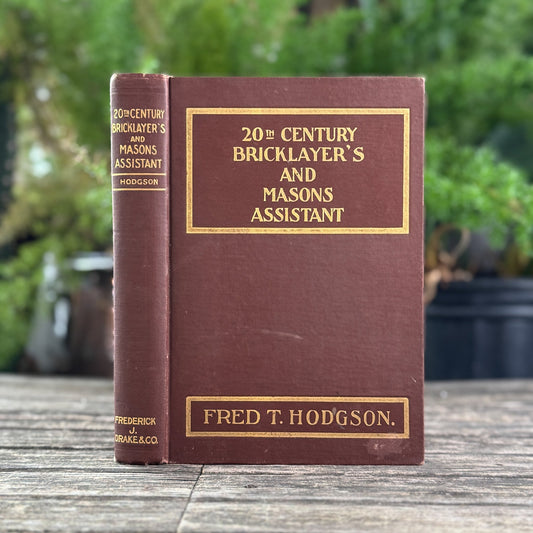 20TH CENTURY
BRICKLAYER'S
AND
MASONS
ASSISTANT
HODGSON
FREDERICK
J.
DRAKE & CO.
20TH CENTURY
BRICKLAYER'S
AND
MASONS
ASSISTANT
FRED T. HODGSON.